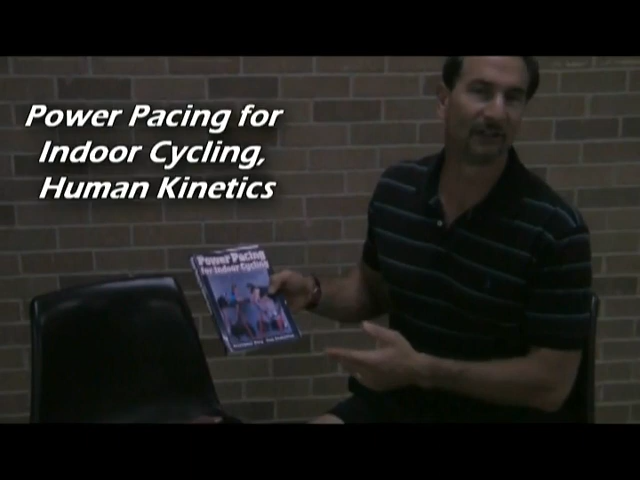 Power Pacing for
Indoor Cycling,
Human Kinetics
Power Pacing
for Indoor Cycling